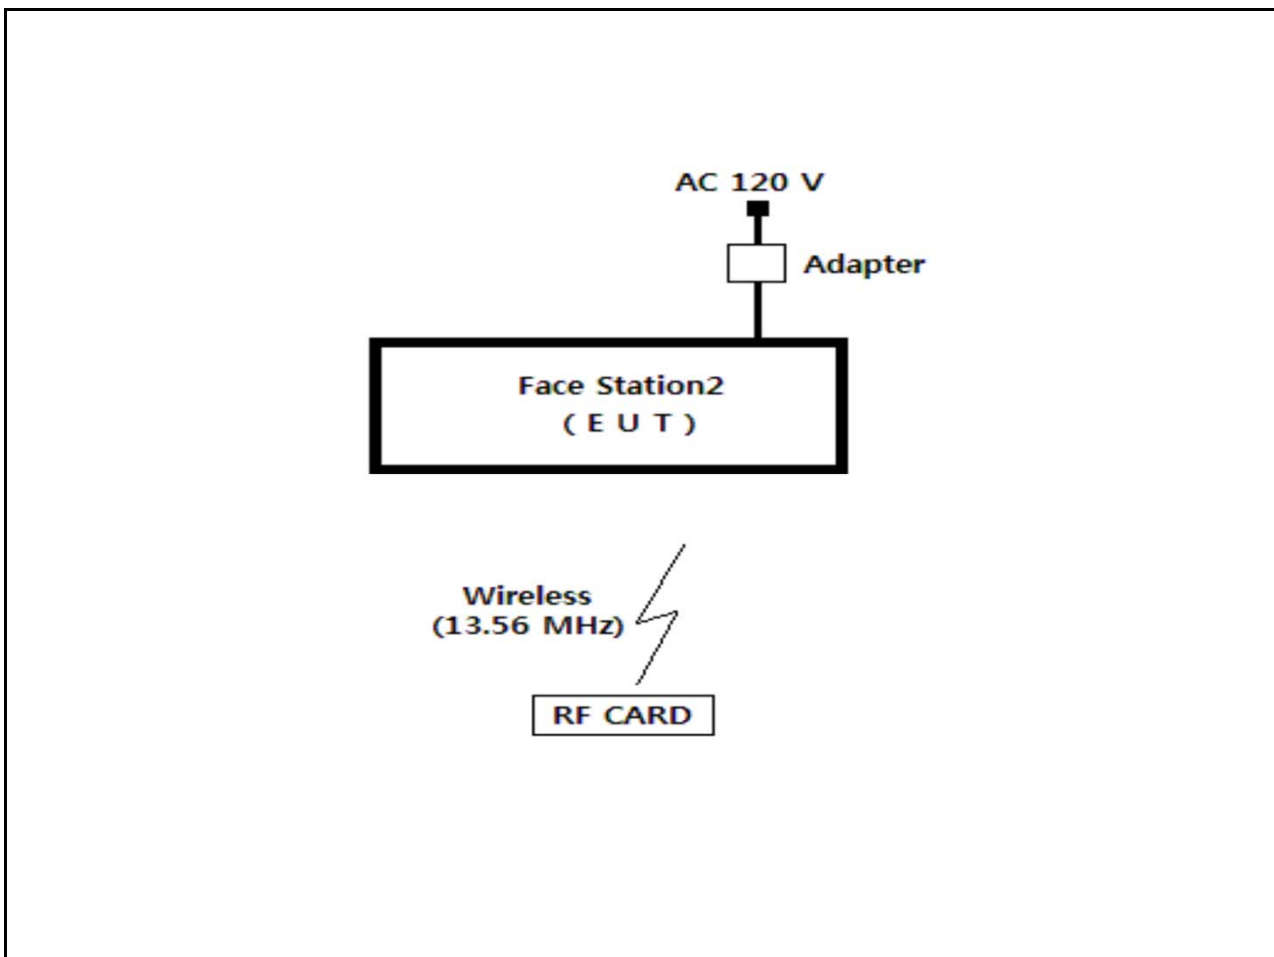 AC 120 V
Adapter
Face Station2
( E U T )
Wireless
(13.56 MHz)
RF CARD